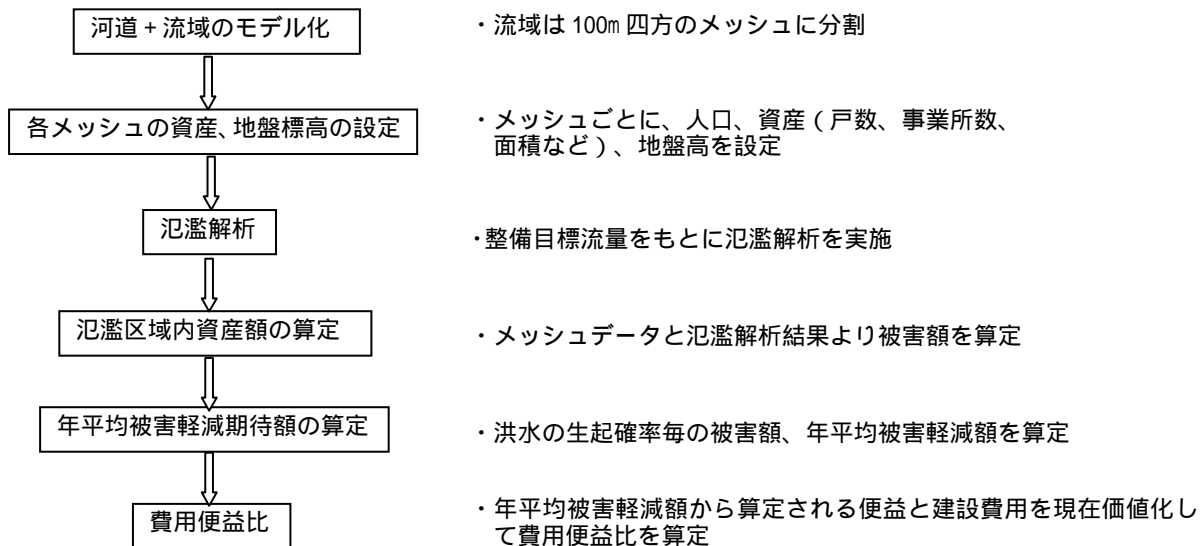 河道+流域のモデル化
・流域は100m四方のメッシュに分割
各メッシュの資産、地盤標高の設定
・メッシュごとに、人口、資産(戸数、事業所数、
面積など)、地盤高を設定
氾濫解析
・整備目標流量をもとに氾濫解析を実施
氾濫区域内資産額の算定
・メッシュデータと氾濫解析結果より被害額を算定
年平均被害軽減期待額の算定
・洪水の生起確率毎の被害額、年平均被害軽減額を算定
費用便益比
・年平均被害軽減額から算定される便益と建設費用を現在価値化し
て費用便益比を算定